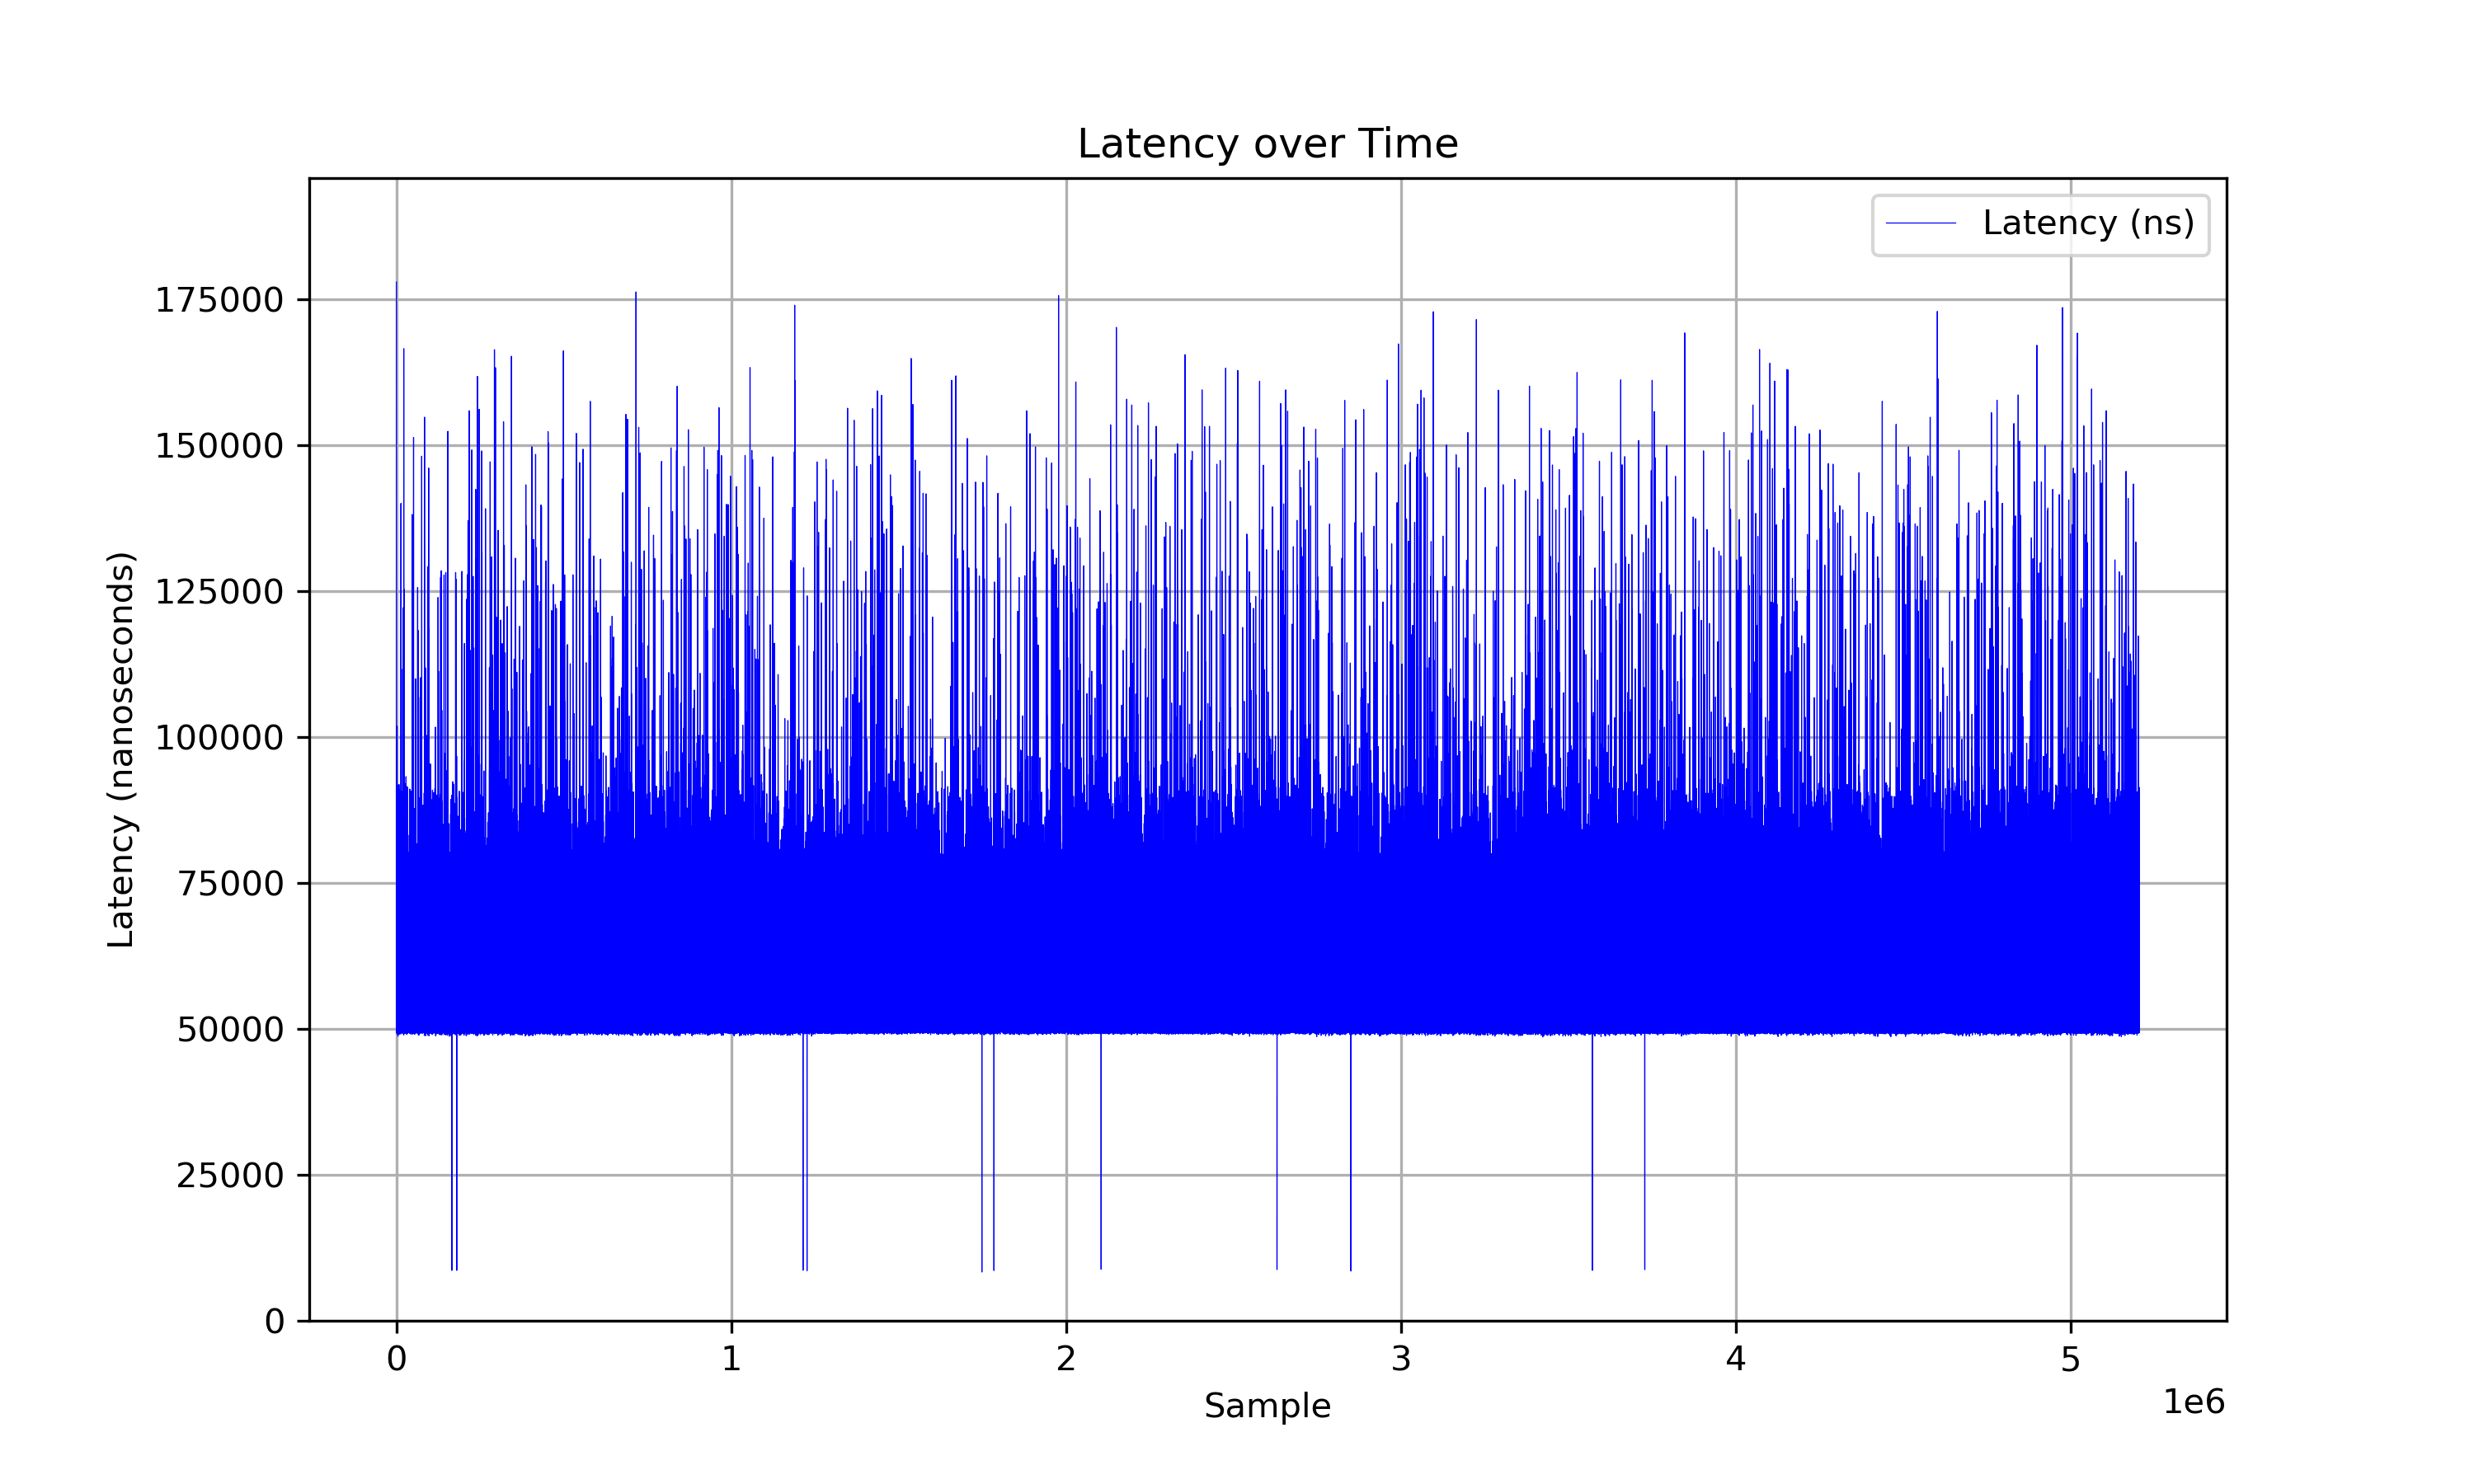 Latency over Time
Latency (ns)
175000
150000
125000
100000
75000
50000
25000
0
Latency (nanoseconds)
0 1 2 3 4 5
1e6
Sample